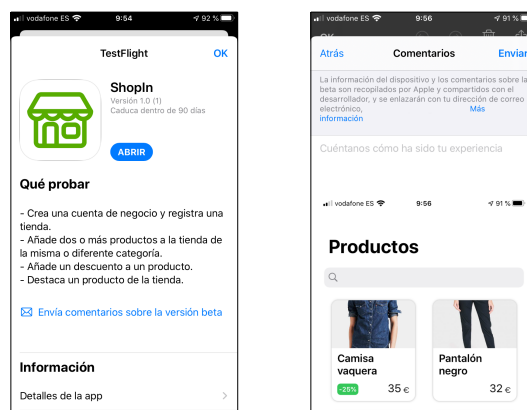 vodafone ES 9:54 92 %
TestFlight OK
ShopIn
Versión 1.0 (1)
Caduca dentro de 90 días
ABRIR
Qué probar
- Crea una cuenta de negocio y registra una
tienda.
- Añade dos o más productos a la tienda de
la misma o diferente categoría.
- Añade un descuento a un producto.
- Destaca un producto de la tienda.
Envía comentarios sobre la versión beta
Información
Detalles de la app
vodafone ES 9:56 91 %
OK
Atrás Comentarios Enviar
La información del dispositivo y los comentarios sobre la
beta son recopilados por Apple y compartidos con el
desarrollador, y se enlazarán con tu dirección de correo
electrónico, Más
información
Cuéntanos cómo ha sido tu experiencia
vodafone ES 9:56 91 %
Productos
Camisa
vaquera
-25% 35 €
Pantalón
negro
32 €